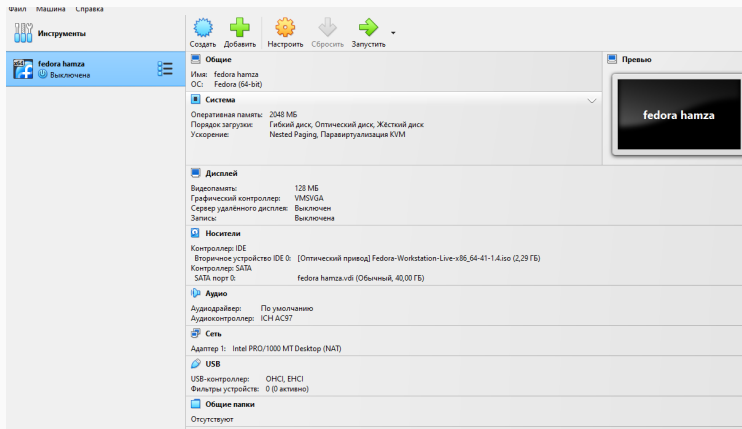 Файл Машина Справка
Инструменты
Создать Добавить Настроить Сбросить Запустить
fedora hamza
Выключена
Общие
Имя: fedora hamza
ОС: Fedora (64-bit)
Система
Оперативная память: 2048 МБ
Порядок загрузки: Гибкий диск, Оптический диск, Жёсткий диск
Ускорение: Nested Paging, Паравиртуализация KVM
Превью
fedora hamza
Дисплей
Видеопамять: 128 МБ
Графический контроллер: VMSVGA
Сервер удалённого дисплея: Выключен
Запись: Выключена
Носители
Контроллер: IDE
Вторичное устройство IDE 0: [Оптический привод] Fedora-Workstation-Live-x86_64-41-1.4.iso (2,29 ГБ)
Контроллер: SATA
SATA порт 0: fedora hamza.vdi (Обычный, 40,00 ГБ)
Аудио
Аудиодрайвер: По умолчанию
Аудиоконтроллер: ICH AC97
Сеть
Адаптер 1: Intel PRO/1000 MT Desktop (NAT)
USB
USB-контроллер: OHCI, EHCI
Фильтры устройств: 0 (0 активно)
Общие папки
Отсутствуют